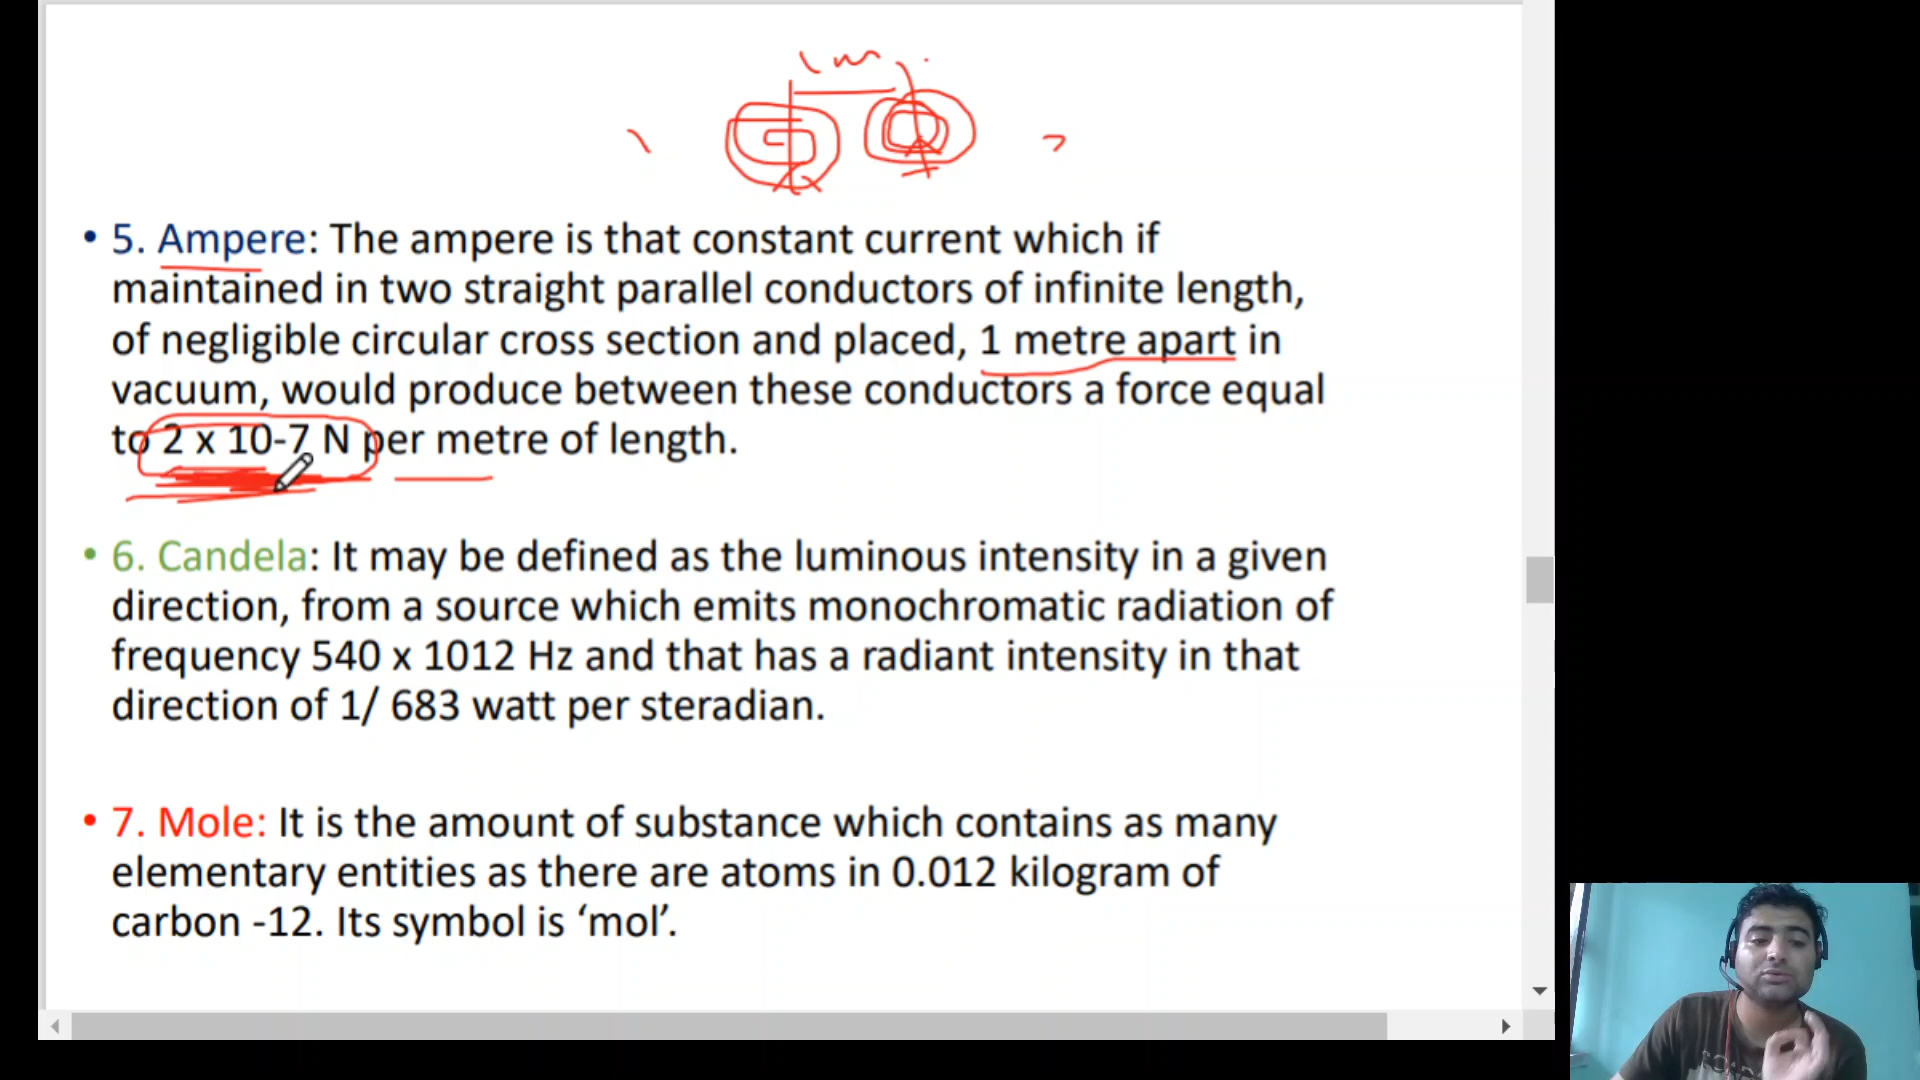 1m
• 5. Ampere: The ampere is that constant current which if
maintained in two straight parallel conductors of infinite length,
of negligible circular cross section and placed, 1 metre apart in
vacuum, would produce between these conductors a force equal
to 2 x 10-7 N per metre of length.
• 6. Candela: It may be defined as the luminous intensity in a given
direction, from a source which emits monochromatic radiation of
frequency 540 x 1012 Hz and that has a radiant intensity in that
direction of 1/ 683 watt per steradian.
• 7. Mole: It is the amount of substance which contains as many
elementary entities as there are atoms in 0.012 kilogram of
carbon -12. Its symbol is ‘mol’.